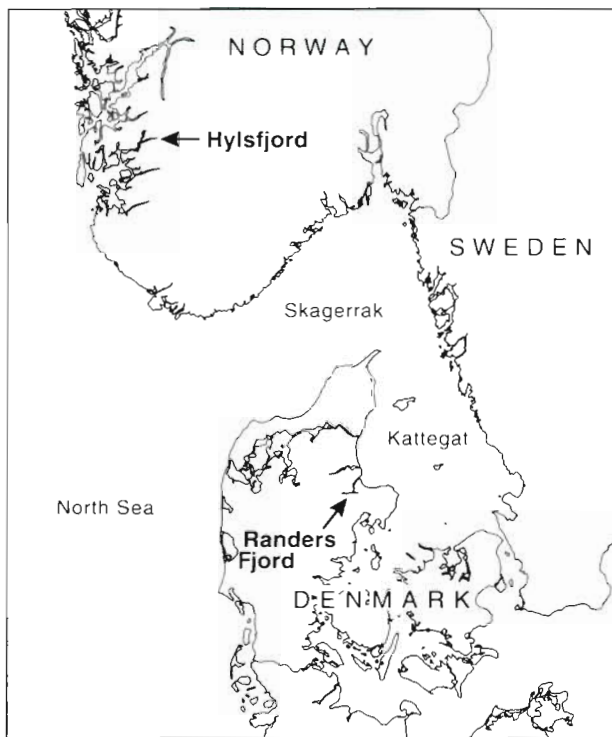 NORWAY
Hylsfjord
SWEDEN
Skagerrak
Kattegat
North Sea
Randers
Fjord
DENMARK